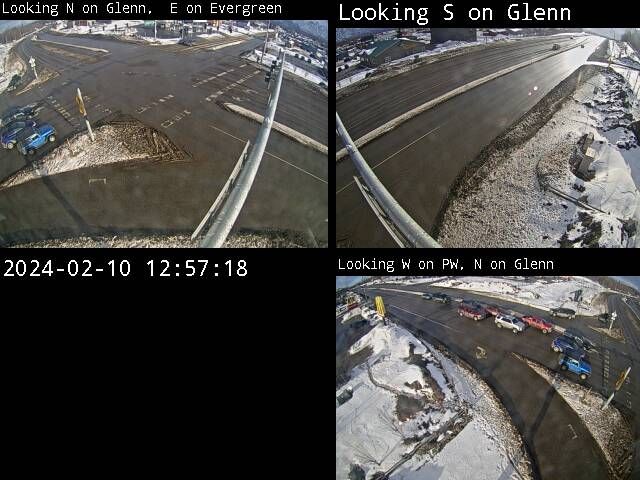 Looking N on Glenn, E on Evergreen
Looking S on Glenn
2024-02-10 12:57:18
Looking W on PW, N on Glenn